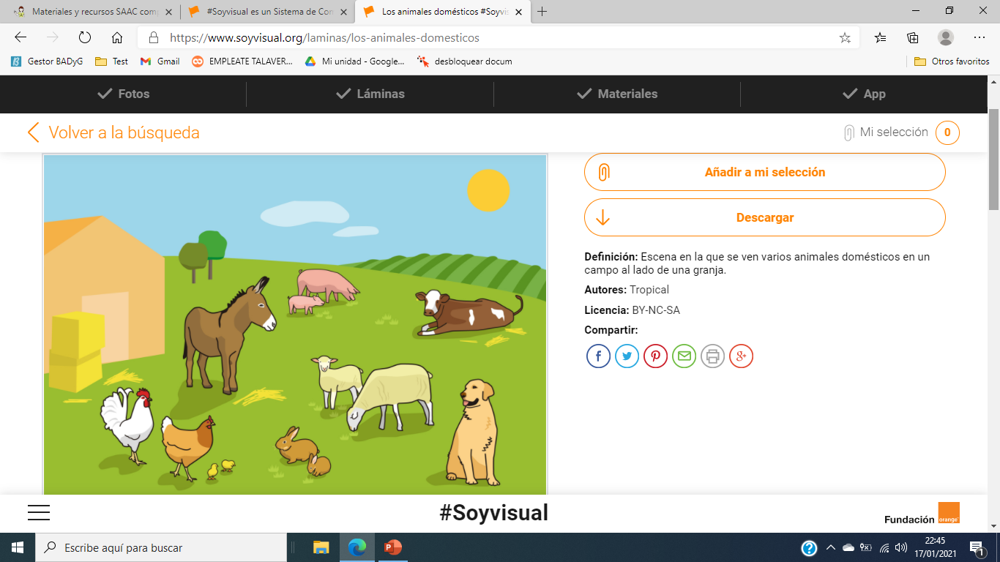 Materiales y recursos SAAC comp
#Soyvisual es un Sistema de Con
Los animales domésticos #Soyvis
https://www.soyvisual.org/laminas/los-animales-domesticos
Gestor BADyG
Test
Gmail
EMPLEATE TALAVER...
Mi unidad - Google...
desbloquear docum
Otros favoritos
Fotos
Láminas
Materiales
App
Volver a la búsqueda
Mi selección 0
Añadir a mi selección
Descargar
Definición: Escena en la que se ven varios animales domésticos en un
campo al lado de una granja.
Autores: Tropical
Licencia: BY-NC-SA
Compartir:
#Soyvisual
Fundación orange
Escribe aquí para buscar
22:45
17/01/2021
1